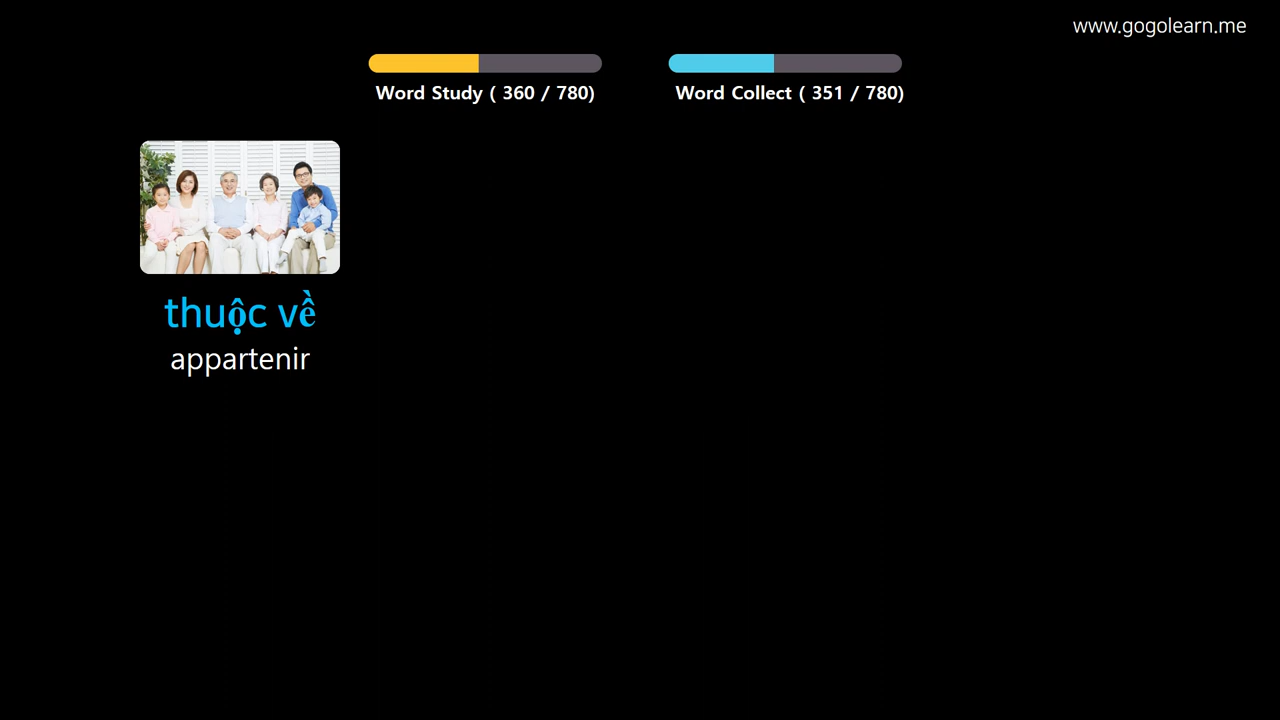 www.gogolearn.me
Word Study ( 360 / 780)
Word Collect ( 351 / 780)
thuộc về
appartenir